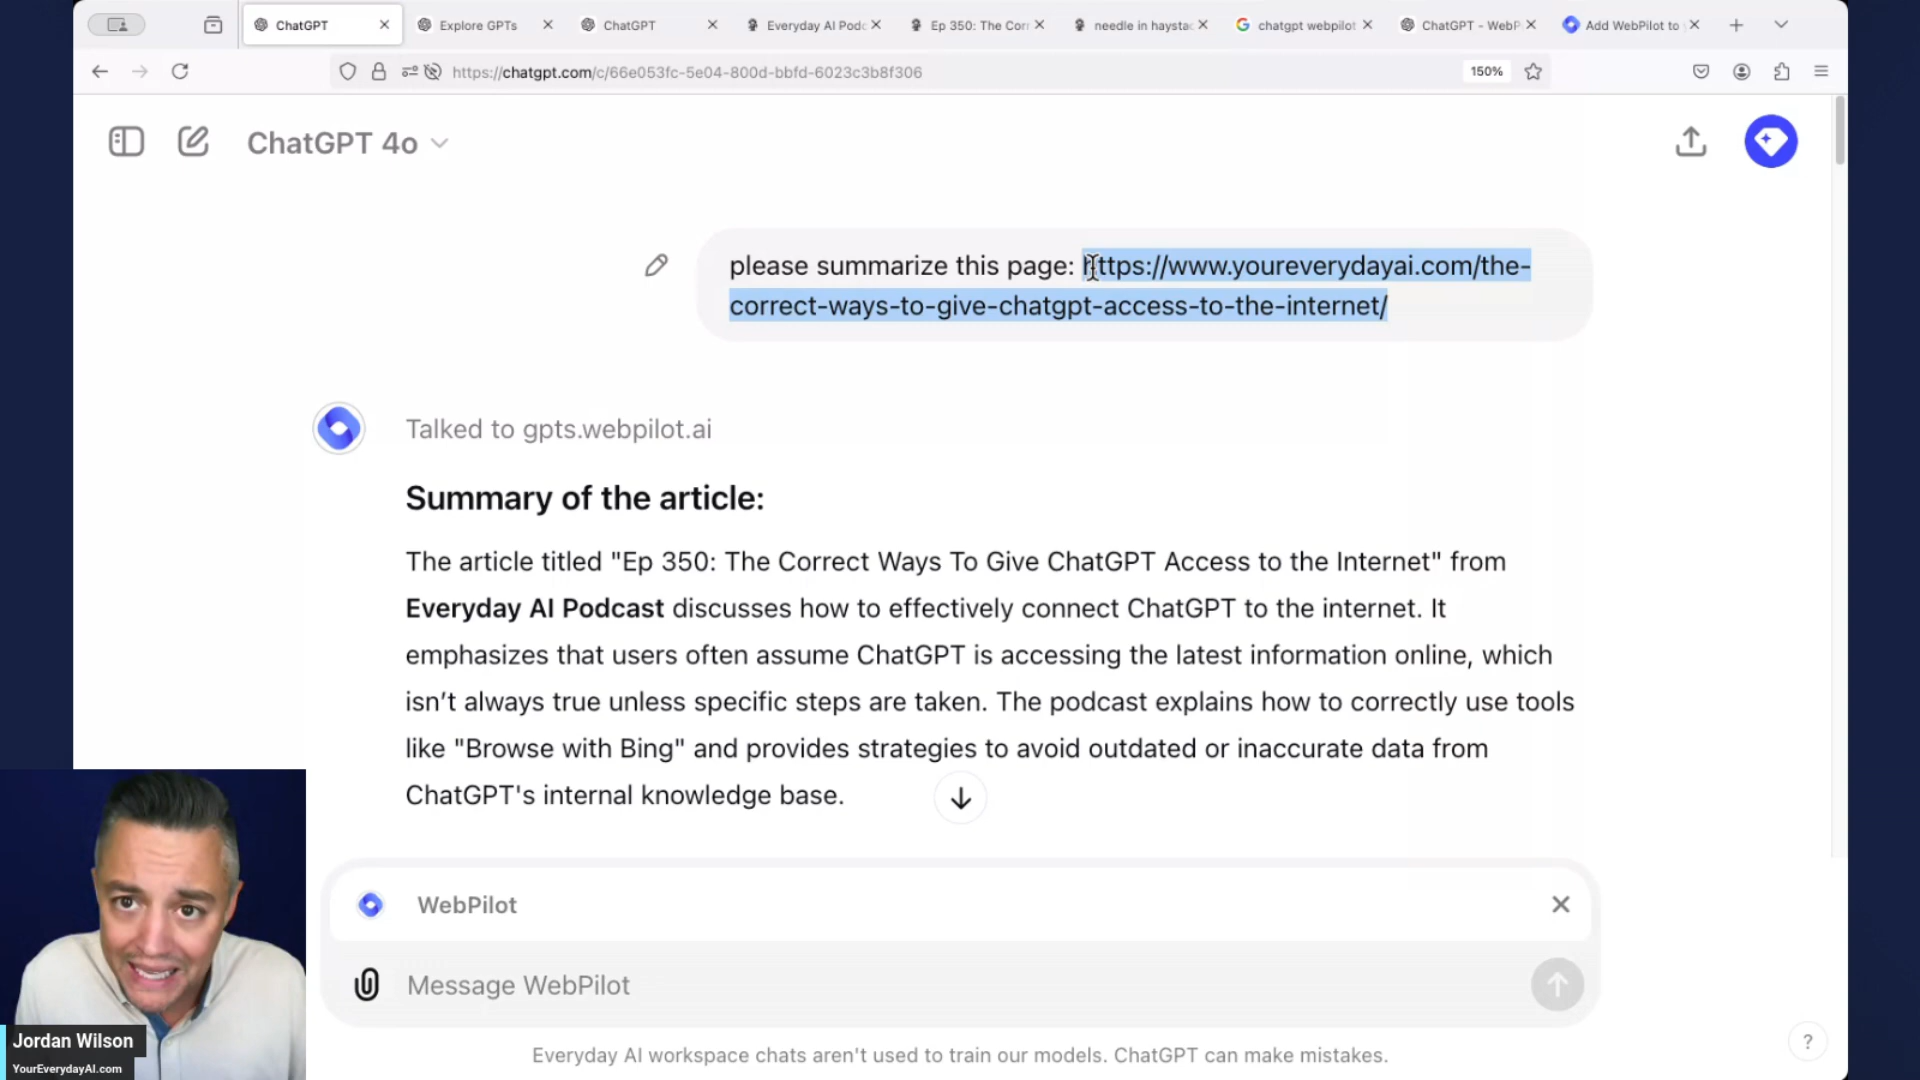 ChatGPT
Explore GPTs
ChatGPT
Everyday AI Podc
Ep 350: The Corr
needle in haystac
chatgpt webpilot
ChatGPT - WebP
Add WebPilot to y
https://chatgpt.com/c/66e053fc-5e04-800d-bbfd-6023c3b8f306
150%
ChatGPT 4o
please summarize this page: https://www.youreverydayai.com/the-
correct-ways-to-give-chatgpt-access-to-the-internet/
Talked to gpts.webpilot.ai
Summary of the article:
The article titled "Ep 350: The Correct Ways To Give ChatGPT Access to the Internet" from
Everyday AI Podcast discusses how to effectively connect ChatGPT to the internet. It
emphasizes that users often assume ChatGPT is accessing the latest information online, which
isn't always true unless specific steps are taken. The podcast explains how to correctly use tools
like "Browse with Bing" and provides strategies to avoid outdated or inaccurate data from
ChatGPT's internal knowledge base.
WebPilot
Message WebPilot
Everyday AI workspace chats aren't used to train our models. ChatGPT can make mistakes.
?
Jordan Wilson
YourEverydayAI.com